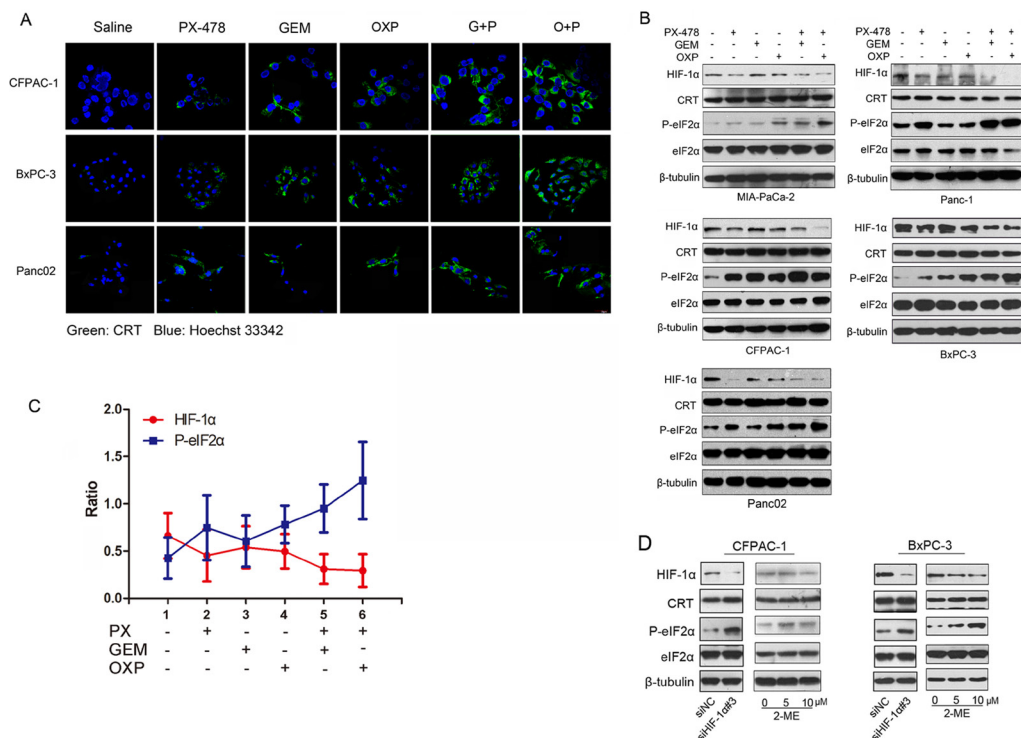 A
Saline PX-478 GEM OXP G+P O+P
CFPAC-1
BxPC-3
Panc02
Green: CRT Blue: Hoechst 33342
B
PX-478 - + - - + +
GEM - - + - + -
OXP - - - + - +
HIF-1α
CRT
P-eIF2α
eIF2α
β-tubulin
MIA-PaCa-2
PX-478 - + - - + +
GEM - - + - + -
OXP - - - + - +
HIF-1α
CRT
P-eIF2α
eIF2α
β-tubulin
Panc-1
HIF-1α
CRT
P-eIF2α
eIF2α
β-tubulin
CFPAC-1
HIF-1α
CRT
P-eIF2α
eIF2α
β-tubulin
BxPC-3
HIF-1α
CRT
P-eIF2α
eIF2α
β-tubulin
Panc02
C
HIF-1α
P-eIF2α
Ratio
2.0
1.5
1.0
0.5
0.0
1 2 3 4 5 6
PX - + - - + +
GEM - - + - + -
OXP - - - + - +
D
CFPAC-1 BxPC-3
HIF-1α
CRT
P-eIF2α
eIF2α
β-tubulin
siNC
siHIF-1α#3
0 5 10 μM
2-ME
siNC
siHIF-1α#3
0 5 10 μM
2-ME